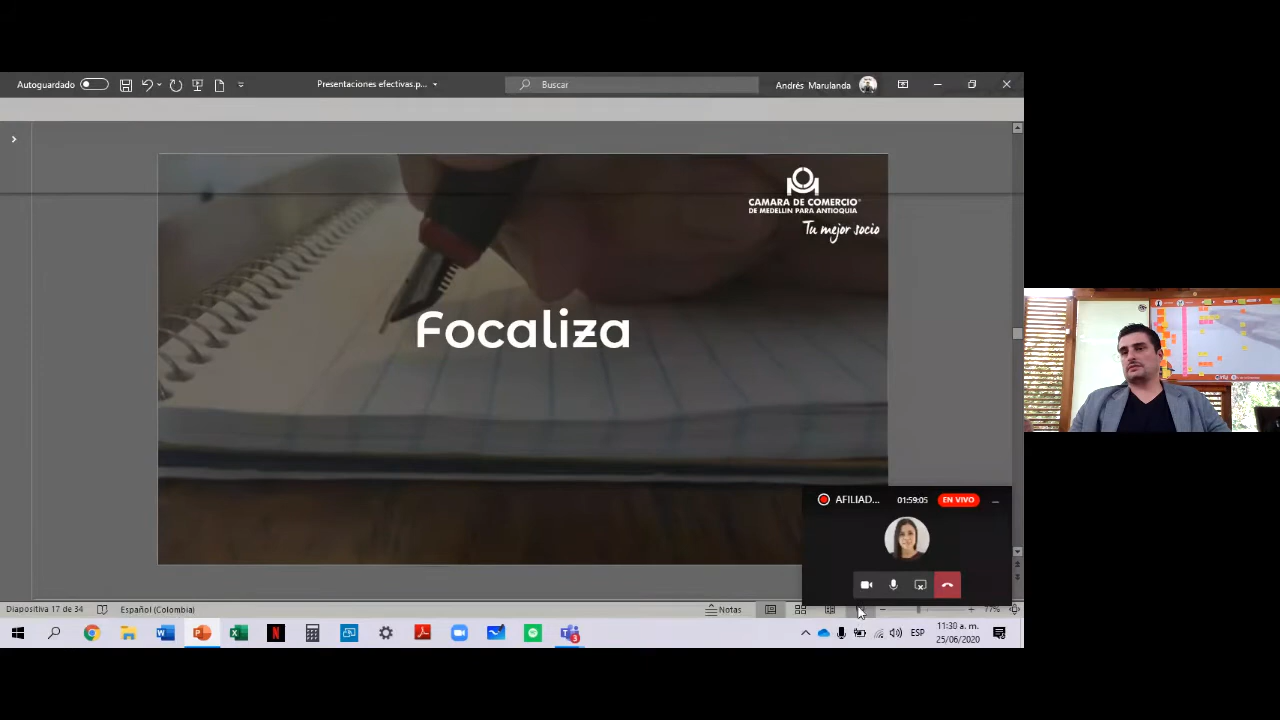 Autoguardado
Presentaciones efectivas.p...
Buscar
Andrés Marulanda
CAMARA DE COMERCIO
DE MEDELLIN PARA ANTIOQUIA
Tu mejor socio
Focaliza
AFILIAD...
01:59:05
EN VIVO
Diapositiva 17 de 34
Español (Colombia)
Notas
77%
ESP
11:30 a. m.
25/06/2020